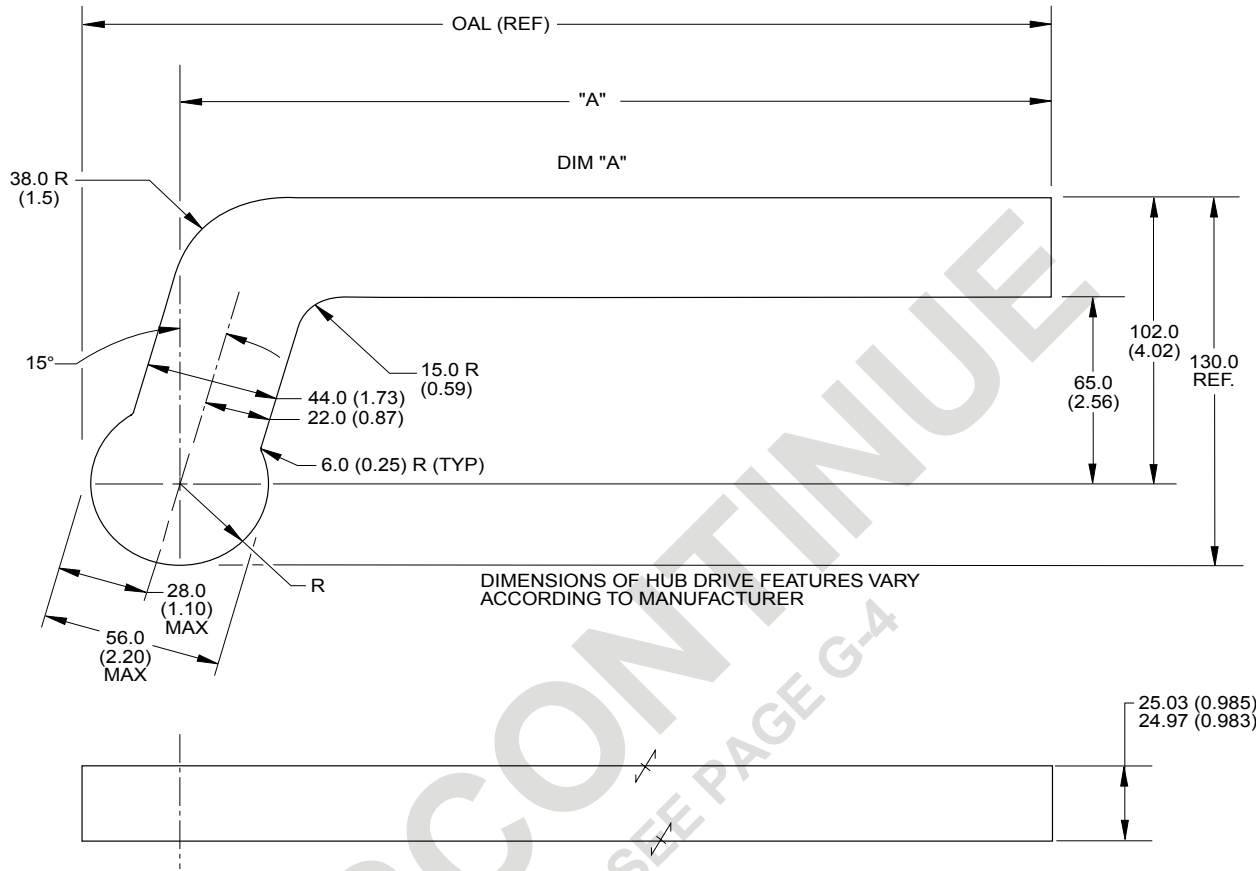 OAL (REF)
"A"
DIM "A"
38.0 R
(1.5)
15°
15.0 R
(0.59)
44.0 (1.73)
22.0 (0.87)
6.0 (0.25) R (TYP)
102.0
(4.02)
130.0
REF.
65.0
(2.56)
R
28.0
(1.10)
MAX
56.0
(2.20)
MAX
DIMENSIONS OF HUB DRIVE FEATURES VARY
ACCORDING TO MANUFACTURER
25.03 (0.985)
24.97 (0.983)
CONTINUE
SEE PAGE G-4